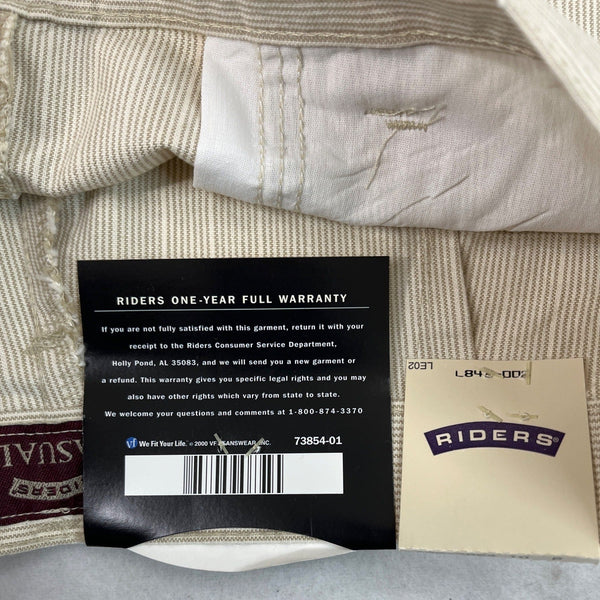 RIDERS ONE-YEAR FULL WARRANTY
If you are not fully satisfied with this garment, return it with your
receipt to the Riders Consumer Service Department,
Holly Pond, AL 35083, and we will send you a new garment or
a refund. This warranty gives you specific legal rights and you may
also have other rights which vary from state to state.
We welcome your questions and comments at 1-800-874-3370
vf We Fit Your Life. © 2000 VF JEANSWEAR, INC. 73854-01
LE02
RIDERS®
RIDERS